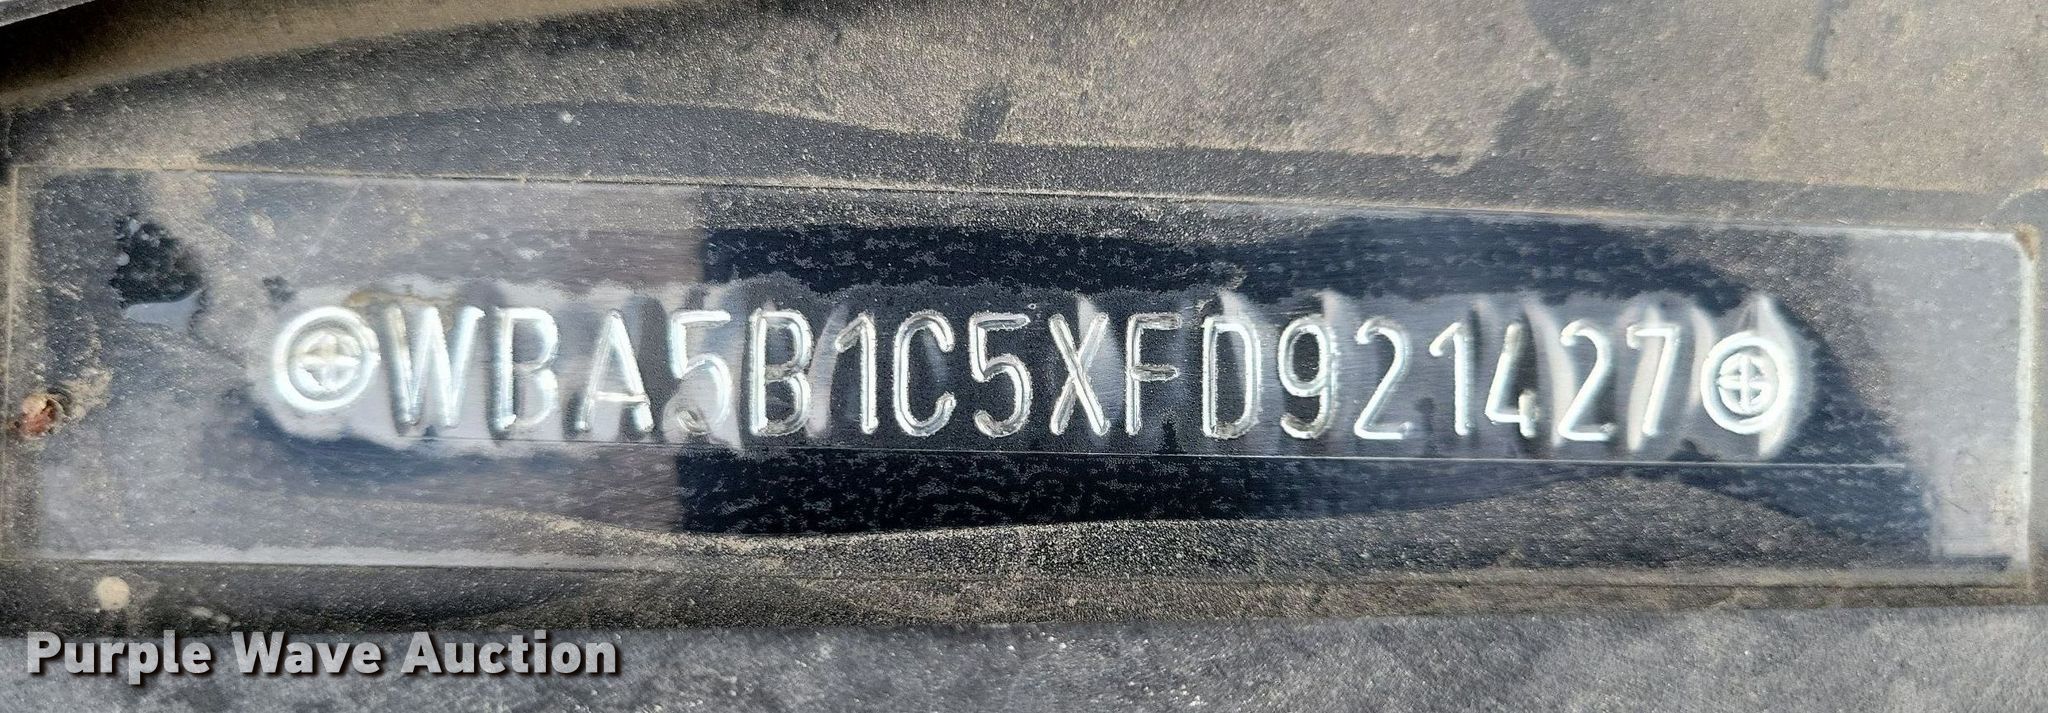 WBA5B1C5XFD921427
Purple Wave Auction